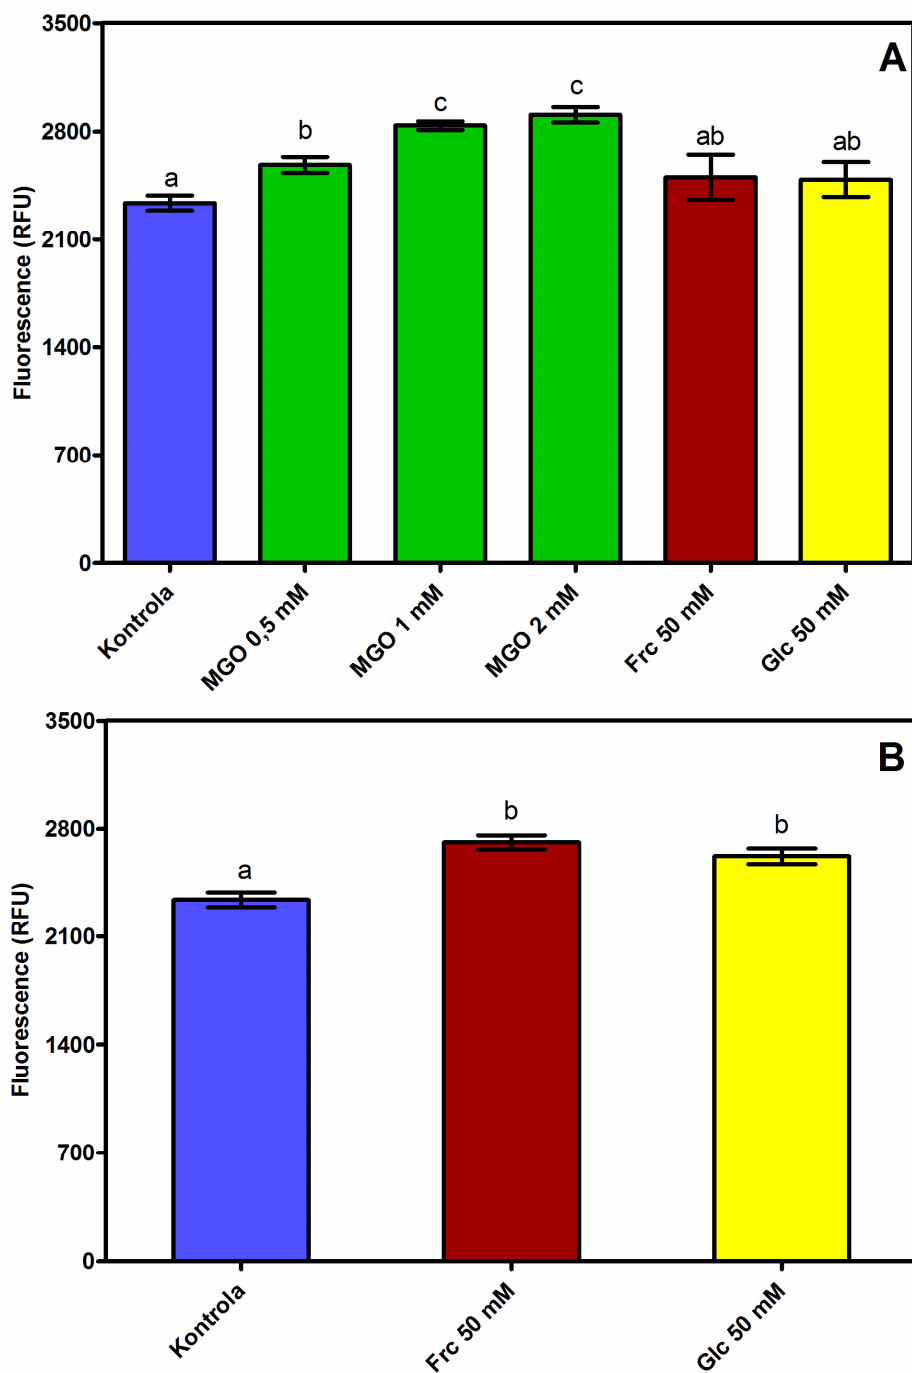 A
Fluorescence (RFU)
3500
2800
2100
1400
700
0
a
b
c
c
ab
ab
Kontrola
MGO 0,5 mM
MGO 1 mM
MGO 2 mM
Frc 50 mM
Glc 50 mM
B
Fluorescence (RFU)
3500
2800
2100
1400
700
0
a
b
b
Kontrola
Frc 50 mM
Glc 50 mM